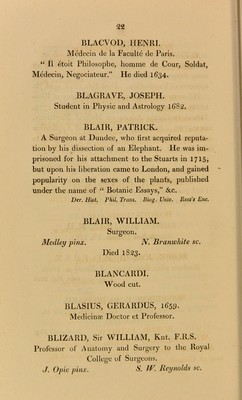 22
BLACVOD, HENRI.
Médecin de la Faculté de Paris.
“ Il étoit Philosophe, homme de Cour, Soldat,
Médecin, Negociateur.” He died 1634.
BLAGRAVE, JOSEPH.
Student in Physic and Astrology 1682.
BLAIR, PATRICK.
A Surgeon at Dundee, who first acquired reputa-
tion by his dissection of an Elephant. He was im-
prisoned for his attachment to the Stuarts in 1715,
but upon his liberation came to London, and gained
popularity on the sexes of the plants, published
under the name of “ Botanic Essays,” &c.
Der. Hist. Phil. Trans. Biog. Univ. Rees's Enc.
BLAIR, WILLIAM.
Surgeon.
Medley pinx. N. Branwhite sc.
Died 1823.
BLANCARDI.
Wood cut.
BLASIUS, GERARDUS, 1659.
Medicinæ Doctor et Professor.
BLIZARD, Sir WILLIAM, Knt. F.R.S.
Professor of Anatomy and Surgery to the Royal
College of Surgeons.
J. Opie pinx. S. W. Reynolds sc.